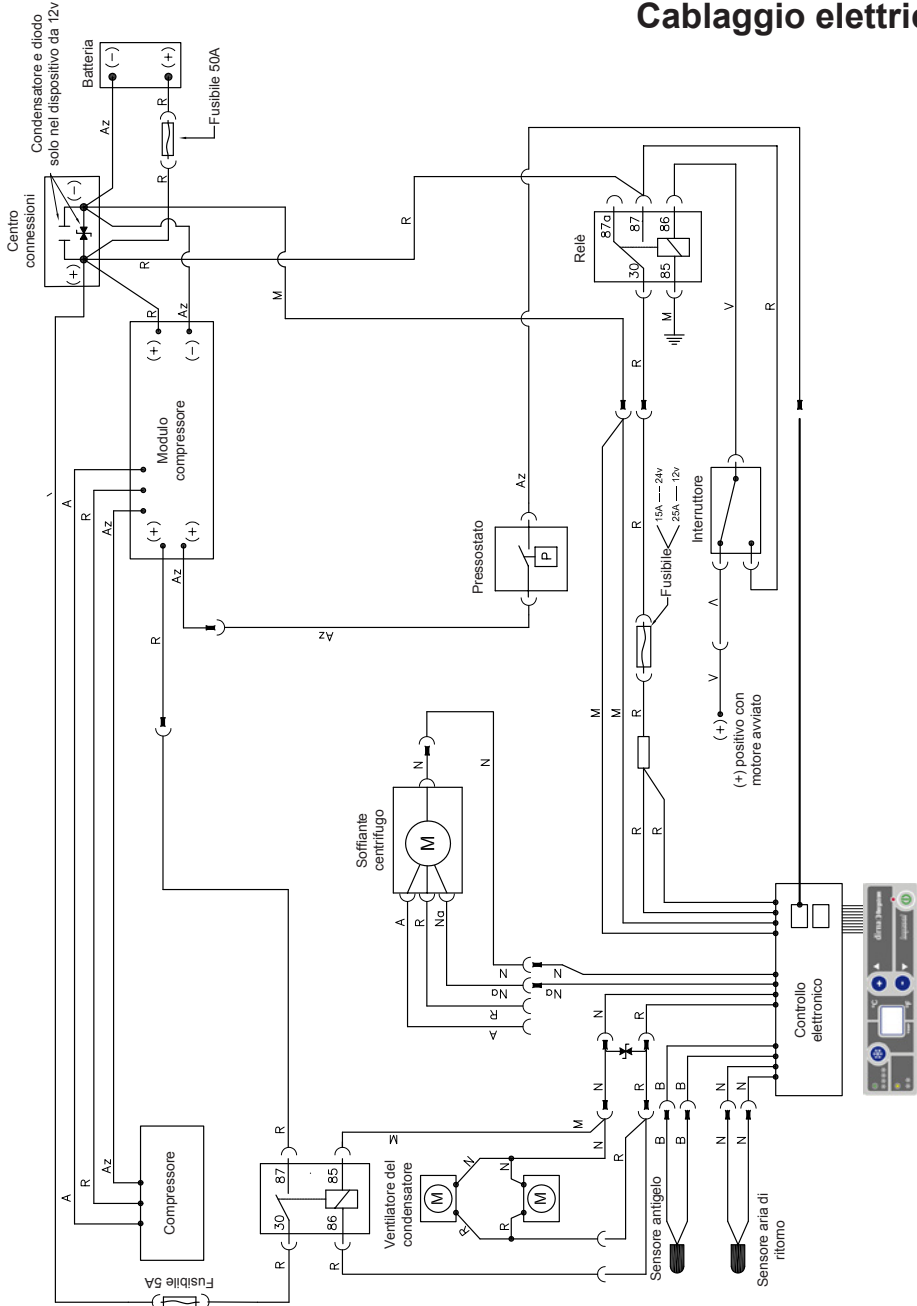 Cablaggio elettric
Condensatore e diodo
solo nel dispositivo da 12v
Batteria
(-)
(+)
Az
R
R
Fusibile 50A
Centro
connessioni
(+)
(-)
R
M
R
Az
R
(+)
(-)
Modulo
compressore
(+)
(+)
A
R
Az
Az
R
Az
Compressore
A
R
Az
Fusibile 5A
R
R
30
87
86
85
R
M
M
Ventilatore del
condensatore
M
M
N
R
N
R
N
R
Soffiante
centrifugo
M
A
R
Na
N
N
A
R
Na
N
Na
N
N
R
N
R
Pressostato
P
Az
Relè
87a
87
86
30
85
M
R
R
V
R
Fusibile
15A — 24v
25A — 12v
Interruttore
V
V
(+)
(+) positivo con
motore avviato
M
M
R
R
R
Controllo
elettronico
Sensore antigelo
B
B
B
B
Sensore aria di
ritorno
N
N
N
N
°C